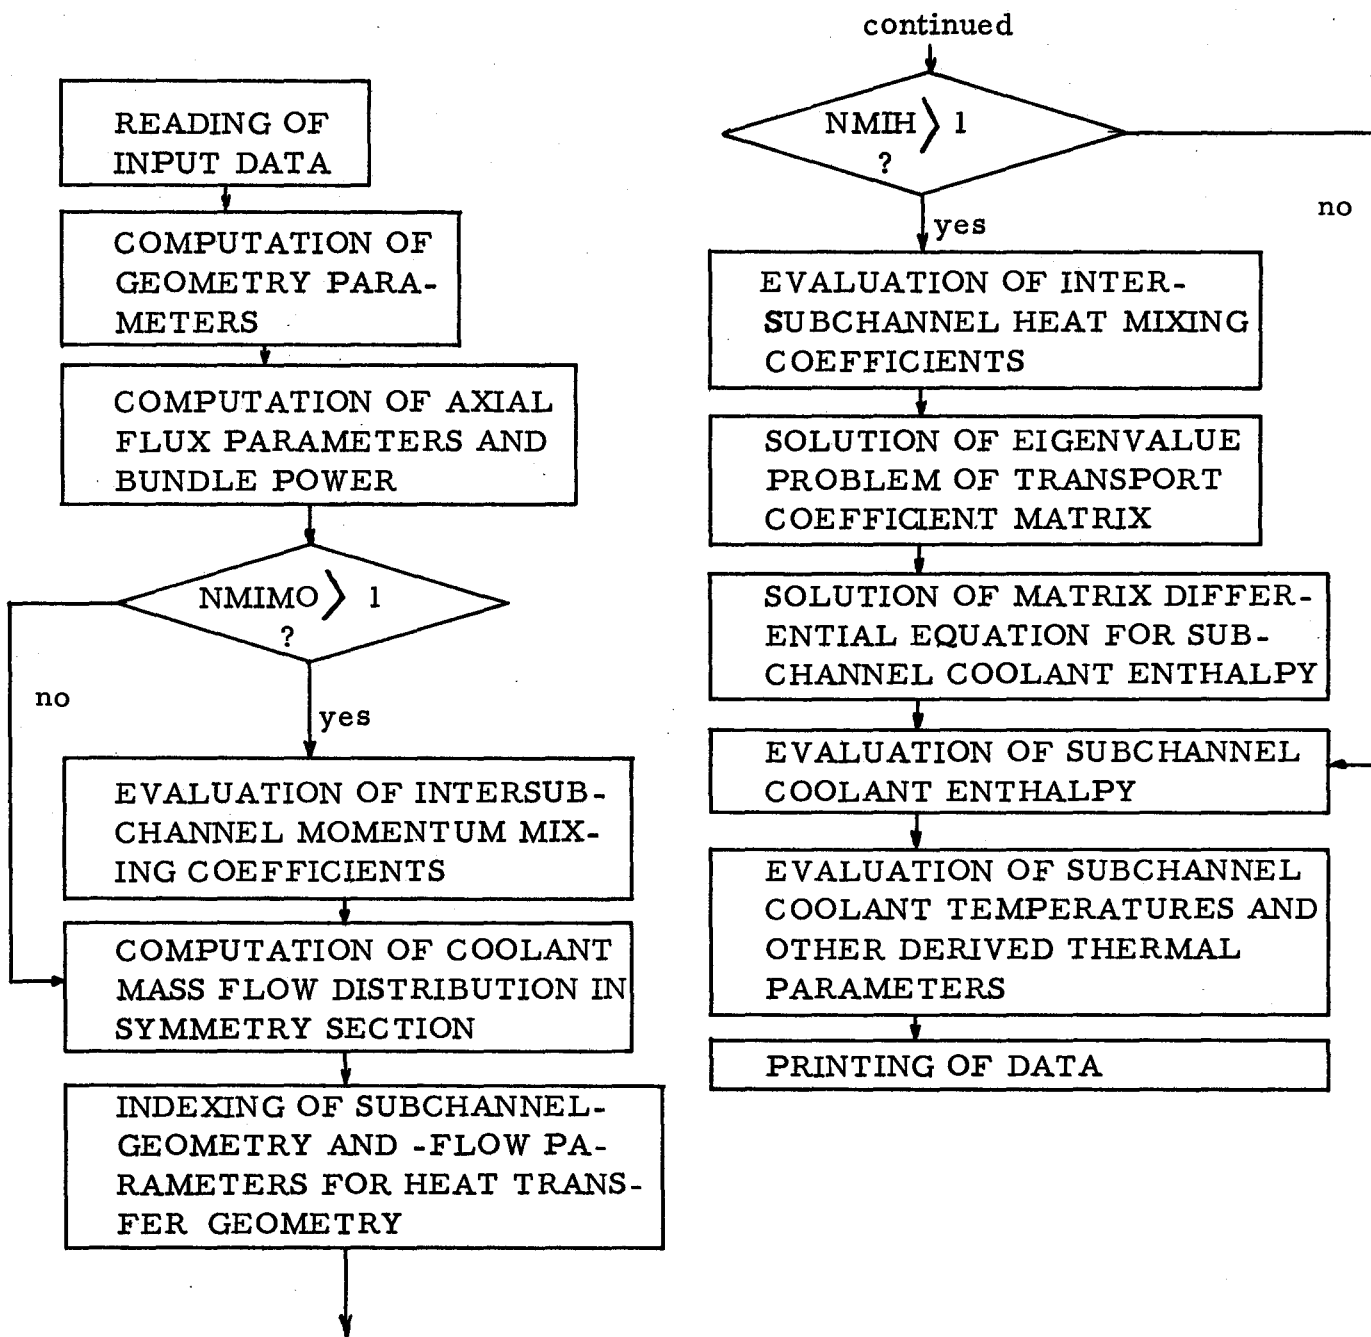 READING OF
INPUT DATA
COMPUTATION OF
GEOMETRY PARA-
METERS
COMPUTATION OF AXIAL
FLUX PARAMETERS AND
BUNDLE POWER
NMIMO > 1
?
no
yes
EVALUATION OF INTERSUB-
CHANNEL MOMENTUM MIX-
ING COEFFICIENTS
COMPUTATION OF COOLANT
MASS FLOW DISTRIBUTION IN
SYMMETRY SECTION
INDEXING OF SUBCHANNEL-
GEOMETRY AND -FLOW PA-
RAMETERS FOR HEAT TRANS-
FER GEOMETRY
continued
NMIH > 1
?
no
yes
EVALUATION OF INTER-
SUBCHANNEL HEAT MIXING
COEFFICIENTS
SOLUTION OF EIGENVALUE
PROBLEM OF TRANSPORT
COEFFICIENT MATRIX
SOLUTION OF MATRIX DIFFER-
ENTIAL EQUATION FOR SUB-
CHANNEL COOLANT ENTHALPY
EVALUATION OF SUBCHANNEL
COOLANT ENTHALPY
EVALUATION OF SUBCHANNEL
COOLANT TEMPERATURES AND
OTHER DERIVED THERMAL
PARAMETERS
PRINTING OF DATA